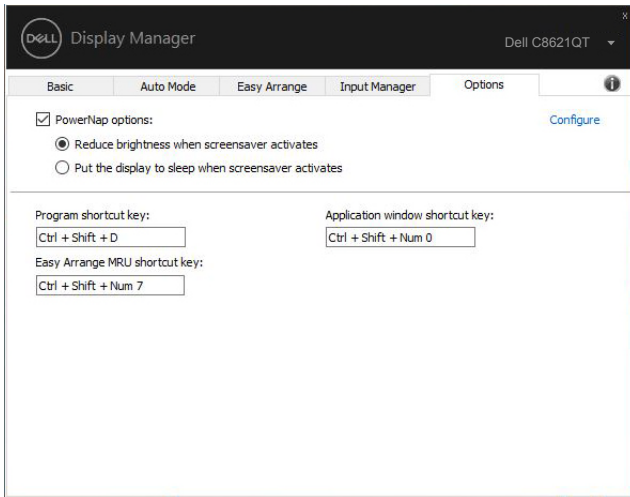 DELL Display Manager
x
Dell C8621QT
Basic Auto Mode Easy Arrange Input Manager Options i
PowerNap options: Configure
Reduce brightness when screensaver activates
Put the display to sleep when screensaver activates
Program shortcut key: Application window shortcut key:
Ctrl + Shift + D Ctrl + Shift + Num 0
Easy Arrange MRU shortcut key:
Ctrl + Shift + Num 7